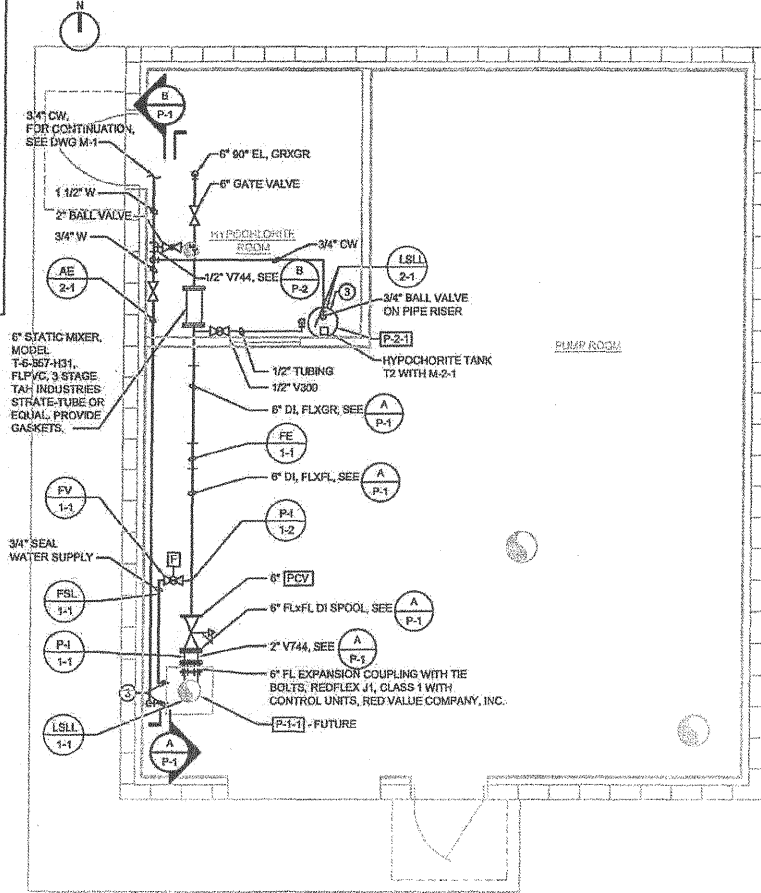 N
B
P-1
3/4" CW,
FOR CONTINUATION,
SEE DWG M-1
6" 90° EL, GRXGR
6" GATE VALVE
1 1/2" W
2" BALL VALVE
HYPOCHLORITE
ROOM
3/4" W
3/4" CW
AE
2-1
1/2" V744, SEE
B
P-2
LSLL
2-1
3
3/4" BALL VALVE
ON PIPE RISER
P-2-1
HYPOCHORITE TANK
T2 WITH M-2-1
PUMP ROOM
6" STATIC MIXER,
MODEL
T-6-857-H31,
FLPVC, 3 STAGE
TAH INDUSTRIES
STRATE-TUBE OR
EQUAL. PROVIDE
GASKETS.
1/2" TUBING
1/2" V300
6" DI, FLXGR, SEE
A
P-1
FE
1-1
6" DI, FLXFL, SEE
A
P-1
FV
1-1
P-I
1-2
3/4" SEAL
WATER SUPPLY
F
FSL
1-1
6" PCV
6" FLxFL DI SPOOL, SEE
A
P-1
P-I
1-1
2" V744, SEE
A
P-1
6" FL EXPANSION COUPLING WITH TIE
BOLTS, REDFLEX J1, CLASS 1 WITH
CONTROL UNITS, RED VALUE COMPANY, INC.
3
P-1-1 - FUTURE
LSLL
1-1
A
P-1